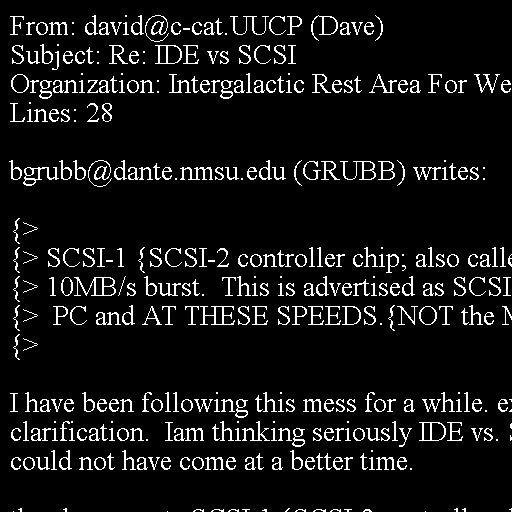 From: david@c-cat.UUCP (Dave)
Subject: Re: IDE vs SCSI
Organization: Intergalactic Rest Area For We
Lines: 28
bgrubb@dante.nmsu.edu (GRUBB) writes:
{>
{> SCSI-1 {SCSI-2 controller chip; also calle
{> 10MB/s burst.  This is advertised as SCSI
{>  PC and AT THESE SPEEDS.{NOT the M
{>
I have been following this mess for a while. ex
clarification.  Iam thinking seriously IDE vs. S
could not have come at a better time.